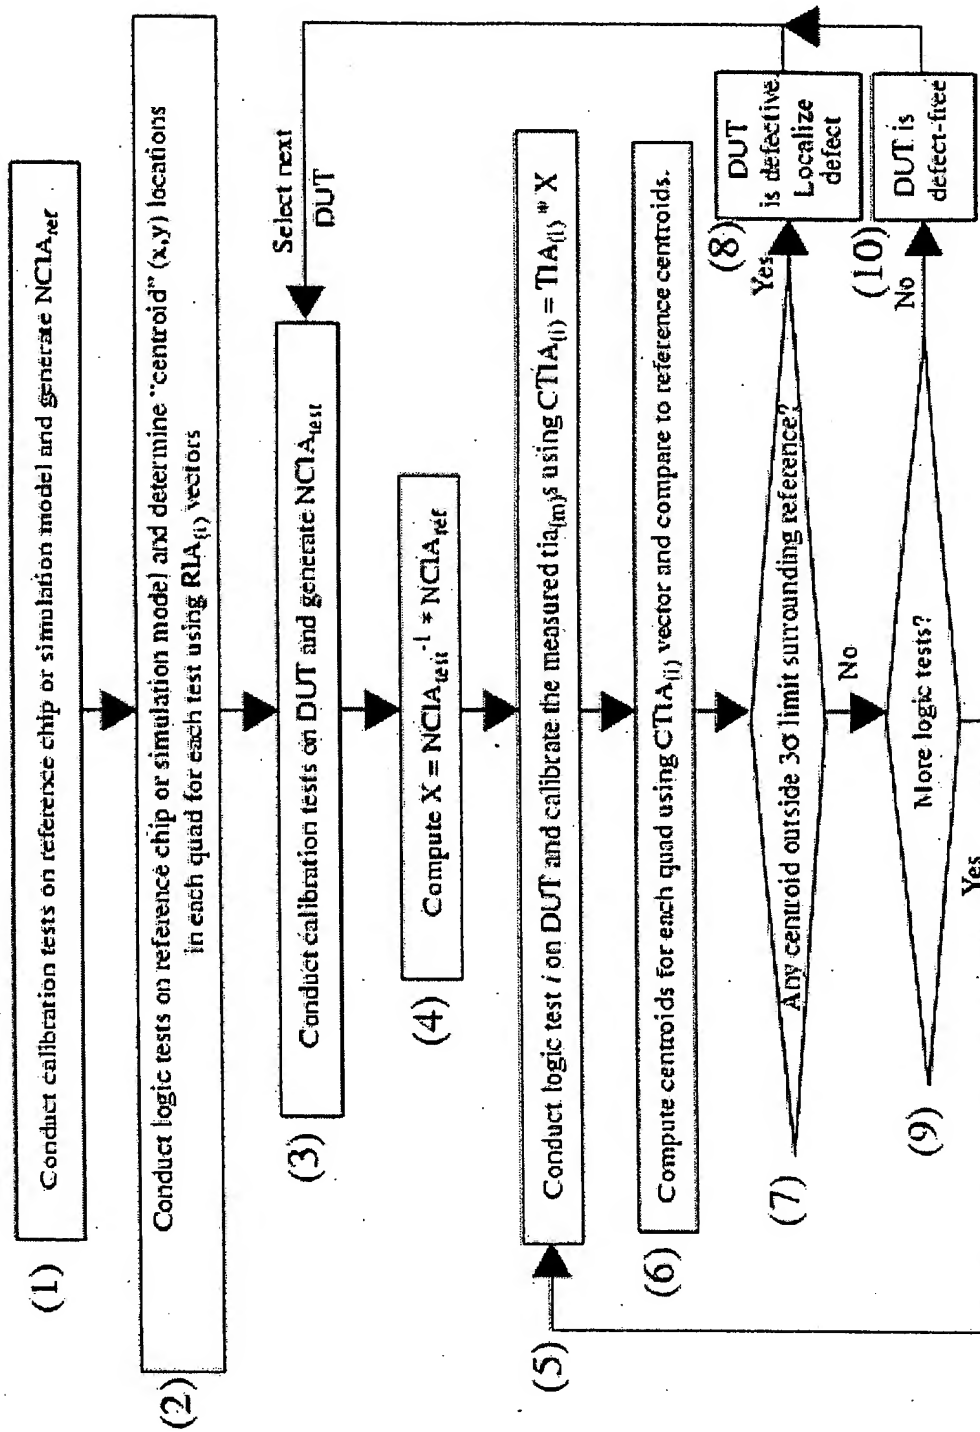 (1)
Conduct calibration tests on reference chip or simulation model and generate NCIA_ref
(2)
Conduct logic tests on reference chip or simulation model and determine "centroid" (x,y) locations
in each quad for each test using RIA_(i) vectors
Select next
DUT
(3)
Conduct calibration tests on DUT and generate NCIA_test
(4)
Compute X = NCIA_test^-1 * NCIA_ref
(5)
Conduct logic test i on DUT and calibrate the measured tia_(m)s using CTIA_(i) = TIA_(i) * X
(6)
Compute centroids for each quad using CTIA_(i) vector and compare to reference centroids.
(7)
Any centroid outside 3σ limit surrounding reference?
Yes
(8)
DUT
is defective.
Localize
defect
No
(9)
More logic tests?
No
(10)
DUT is
defect-free
Yes